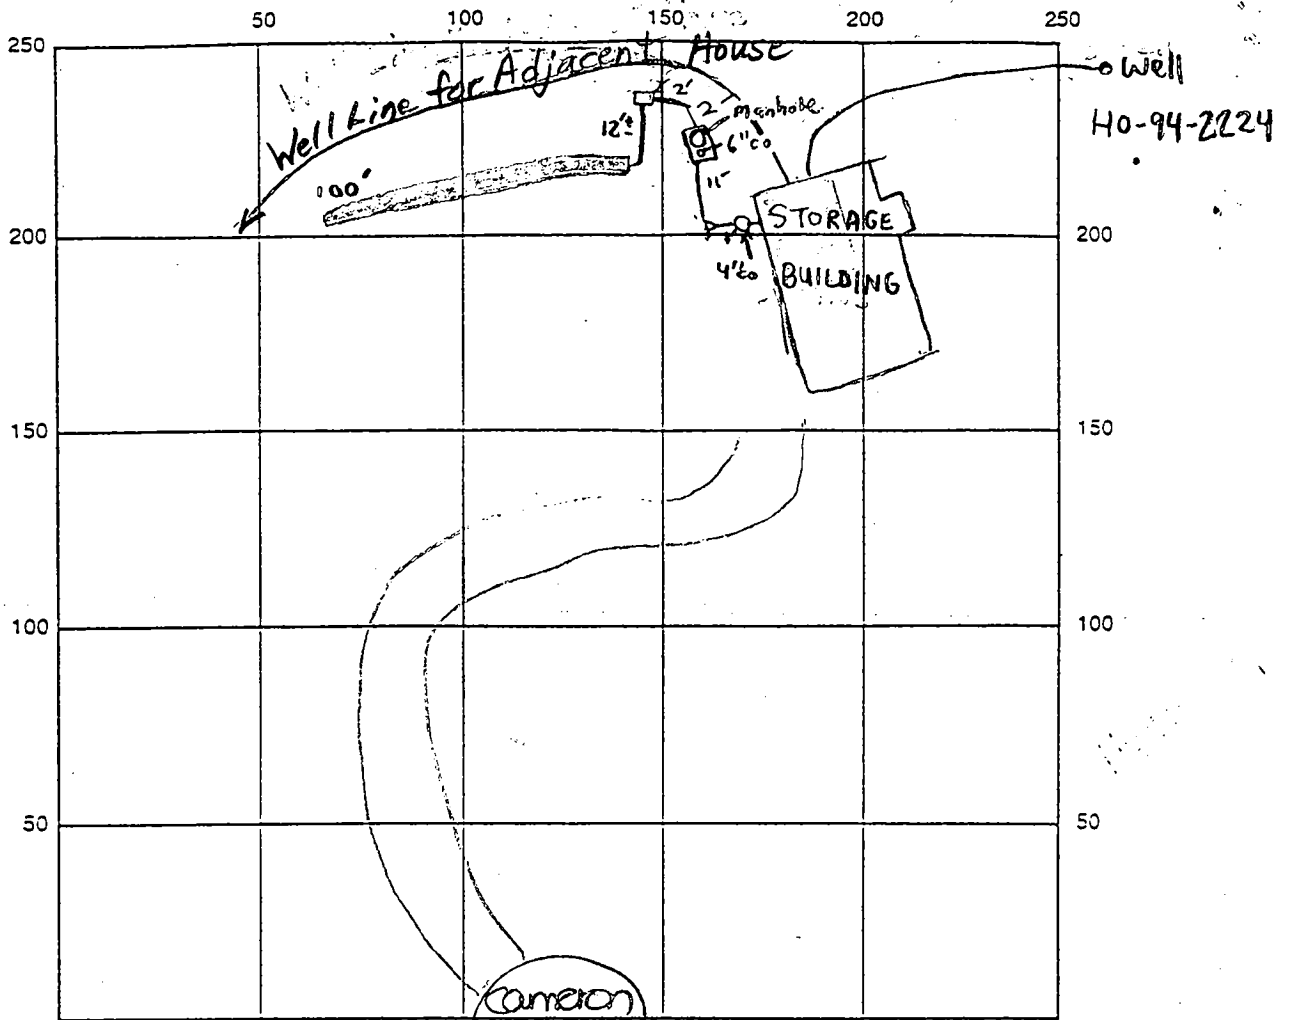 50 100 150 200 250
250
Well Line for Adjacent House
Well
HO-94-2224
2'
2'
Manhole
12'±
6"co
100'
11'
STORAGE
200 200
4"co
BUILDING
150 150
100 100
50 50
Cameron